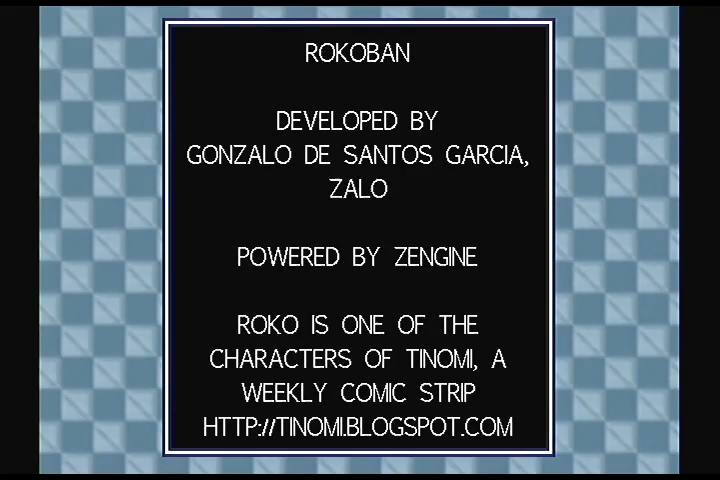 ROKOBAN
DEVELOPED BY
GONZALO DE SANTOS GARCIA,
ZALO
POWERED BY ZENGINE
ROKO IS ONE OF THE
CHARACTERS OF TINOMI, A
WEEKLY COMIC STRIP
HTTP://TINOMI.BLOGSPOT.COM